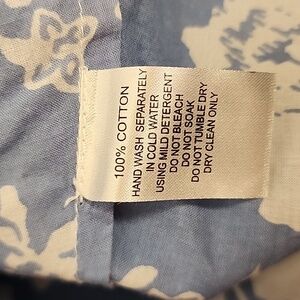 100% COTTON
HAND WASH SEPARATELY
IN COLD WATER
USING MILD DETERGENT
DO NOT BLEACH
DO NOT SOAK
DO NOT TUMBLE DRY
DRY CLEAN ONLY